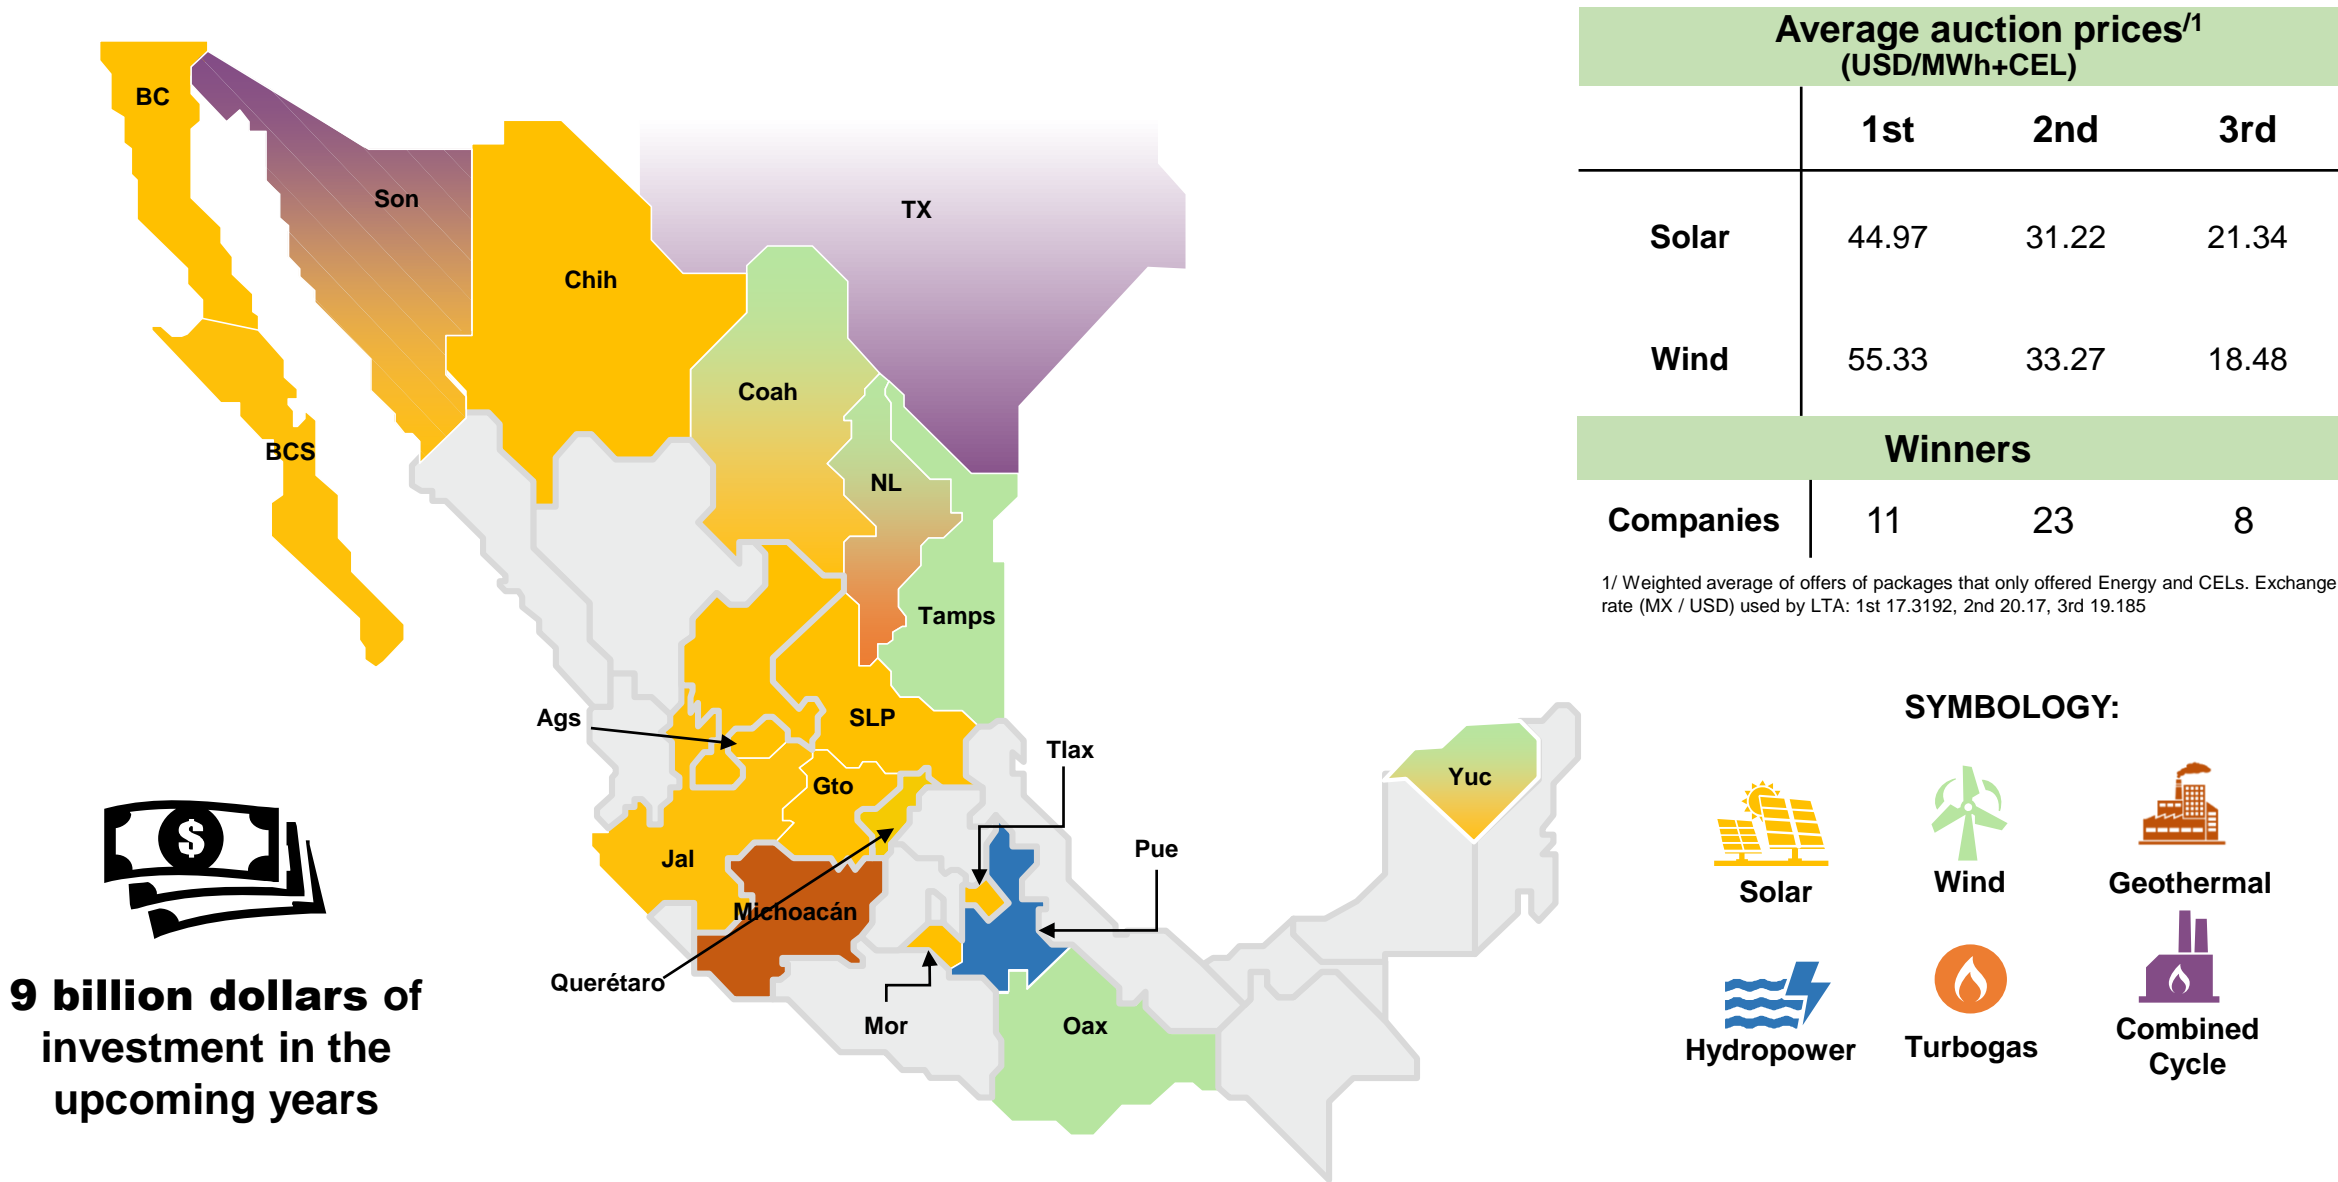 BC
Son
Chih
TX
Coah
BCS
NL
Tamps
Ags
SLP
Tlax
Gto
Yuc
Jal
Pue
Michoacán
Querétaro
Mor
Oax
9 billion dollars of
investment in the
upcoming years
Average auction prices/1
(USD/MWh+CEL)
1st 2nd 3rd
Solar 44.97 31.22 21.34
Wind 55.33 33.27 18.48
Winners
Companies 11 23 8
1/ Weighted average of offers of packages that only offered Energy and CELs. Exchange
rate (MX / USD) used by LTA: 1st 17.3192, 2nd 20.17, 3rd 19.185
SYMBOLOGY:
Solar
Wind
Geothermal
Hydropower
Turbogas
Combined
Cycle